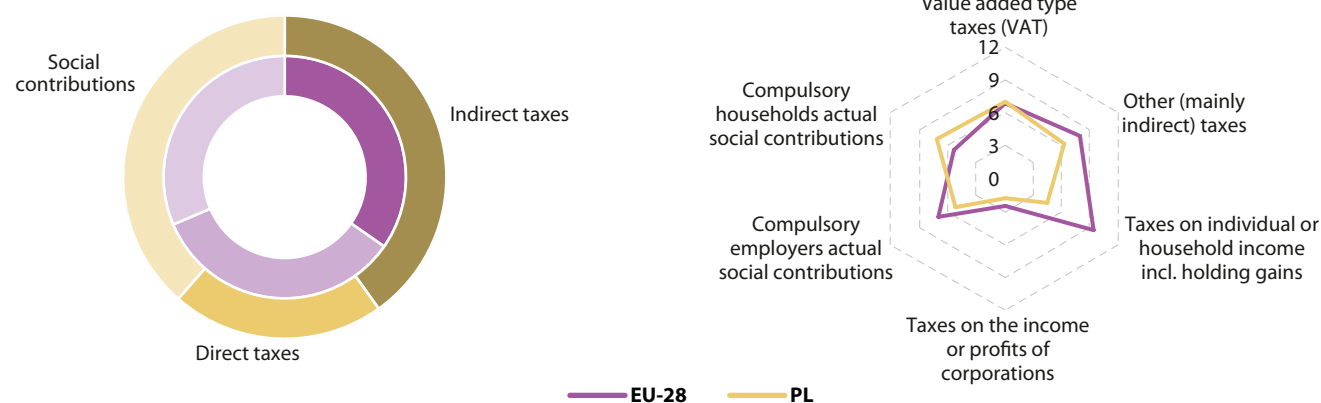 Social
contributions
Indirect taxes
Direct taxes
Value added type
taxes (VAT)
12
9
6
3
0
Compulsory
households actual
social contributions
Other (mainly
indirect) taxes
Compulsory
employers actual
social contributions
Taxes on individual or
household income
incl. holding gains
Taxes on the income
or profits of
corporations
EU-28
PL